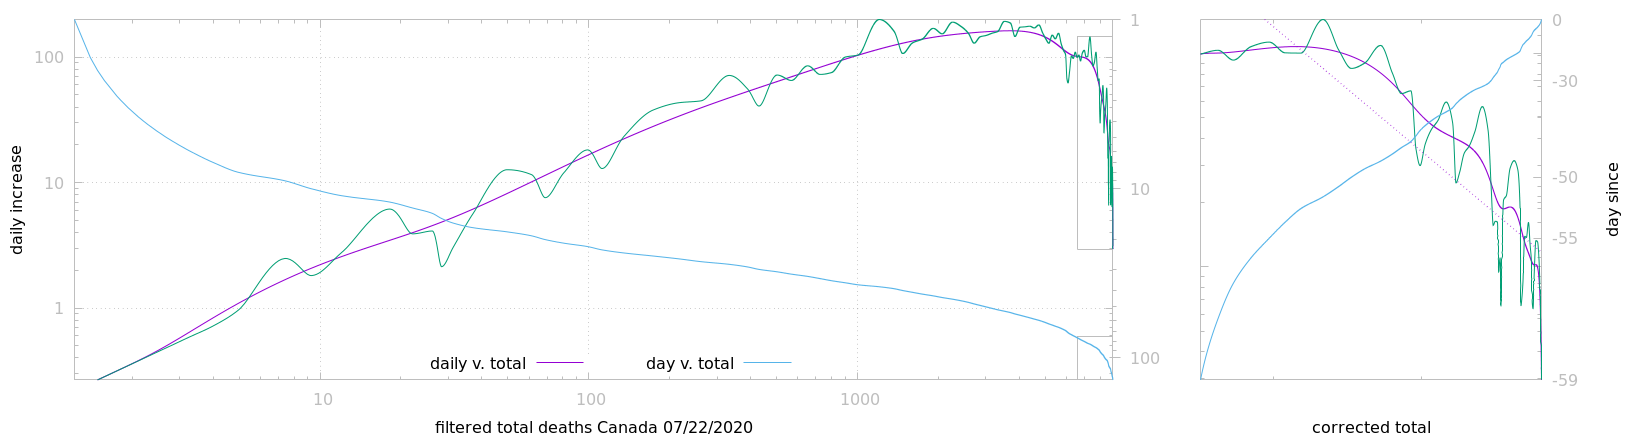 100
10
1
daily increase
daily v. total
day v. total
10
100
1000
filtered total deaths Canada 07/22/2020
1
10
100
0
-30
-50
-55
-59
day since
corrected total